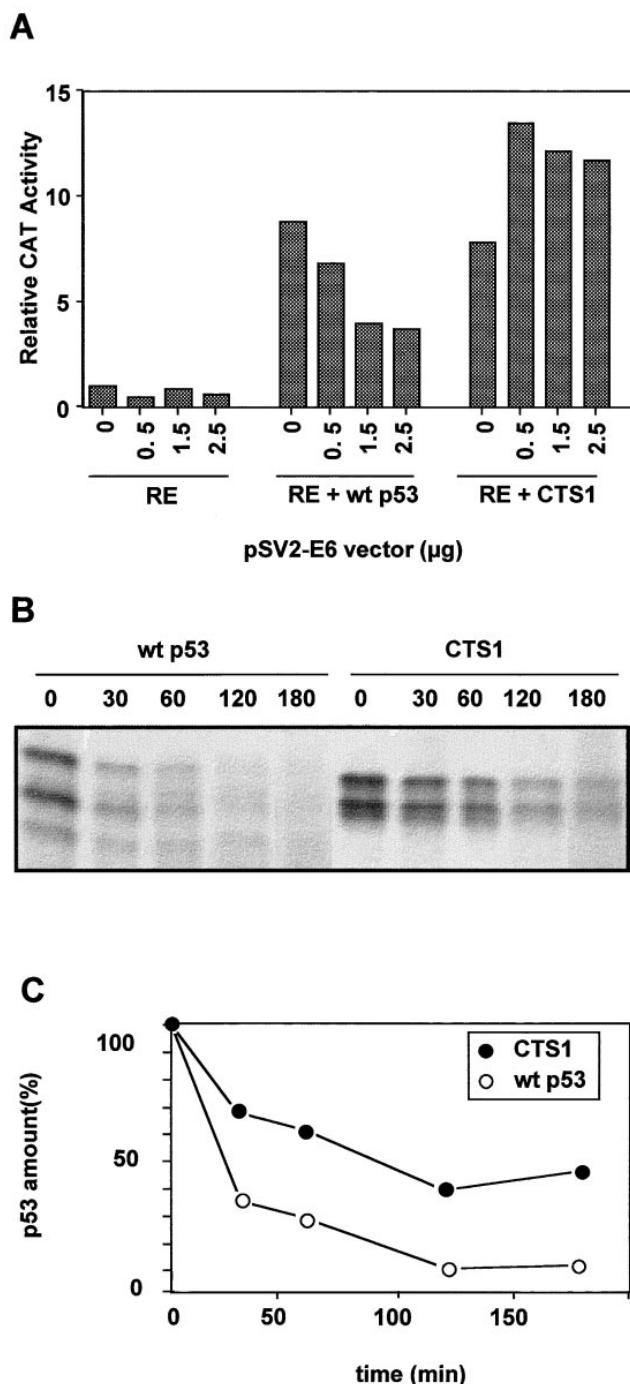 A
15
10
5
0
Relative CAT Activity
0 0.5 1.5 2.5 0 0.5 1.5 2.5 0 0.5 1.5 2.5
RE RE + wt p53 RE + CTS1
pSV2-E6 vector (µg)
B
wt p53 CTS1
0 30 60 120 180 0 30 60 120 180
C
100
50
0
p53 amount(%)
CTS1
wt p53
0 50 100 150
time (min)